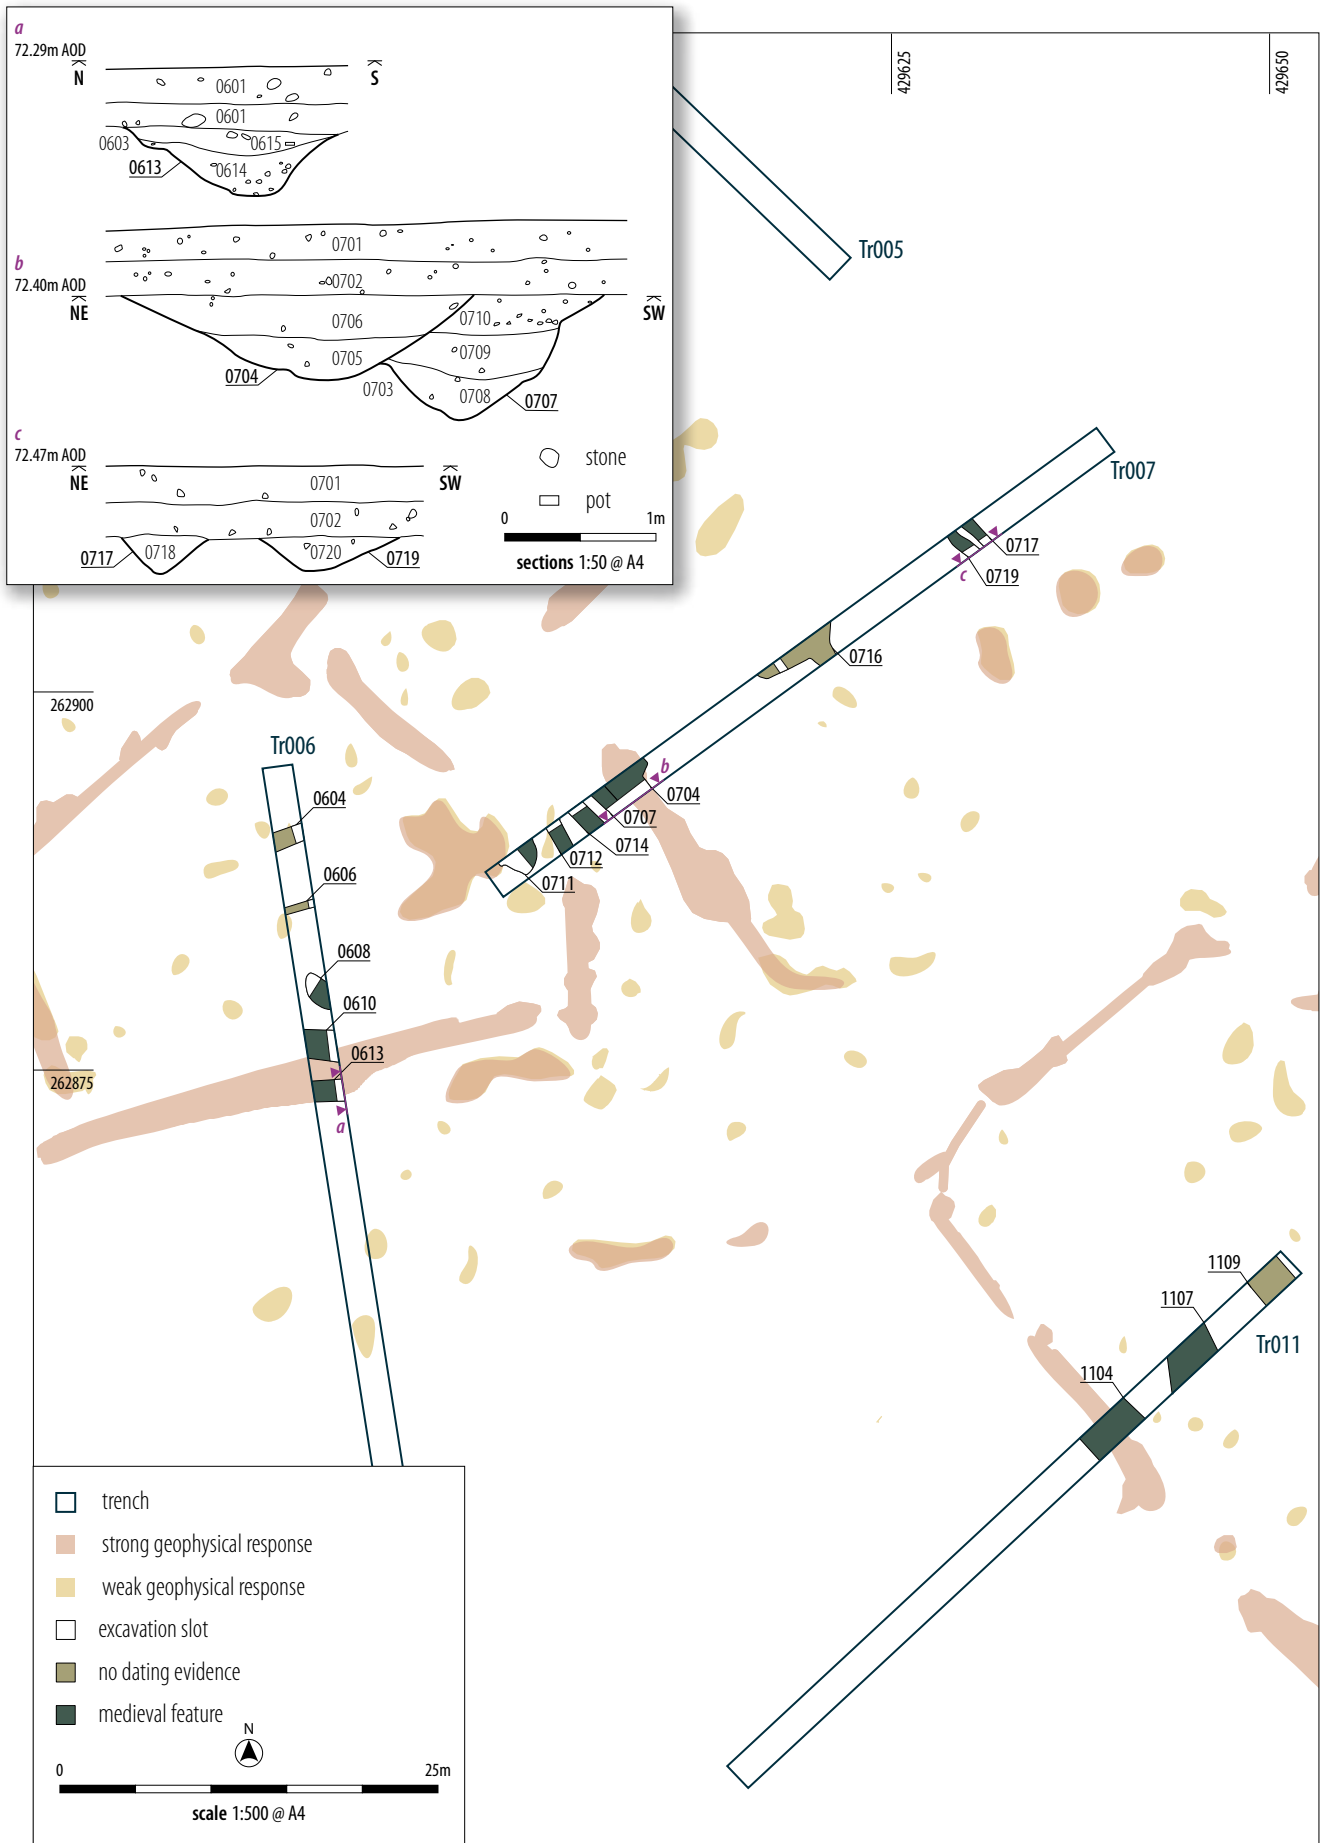 a
72.29m AOD
N S
0601
0601
0603 0615
0613 0614
0701
b
72.40m AOD
0702
NE SW
0706 0710
0705 0709
0704 0703 0708 0707
c
72.47m AOD
NE SW
0701
0702
0717 0718 0720 0719
stone
pot
0 1m
sections 1:50 @ A4
429625
429650
Tr005
Tr007
0717
0719
c
0716
262900
Tr006
b
0704
0707
0714
0712
0711
0604
0606
0608
0610
0613
262875
a
1109
1107
Tr011
1104
trench
strong geophysical response
weak geophysical response
excavation slot
no dating evidence
medieval feature
N
0 25m
scale 1:500 @ A4